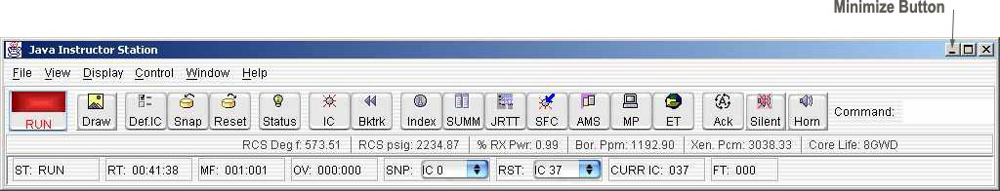 Minimize Button
Java Instructor Station
File View Display Control Window Help
RUN Draw Def.IC Snap Reset Status IC Bktrk Index SUMM JRTT SFC AMS MP ET Ack Silent Horn Command:
RCS Deg f: 573.51 RCS psig: 2234.87 % RX Pwr: 0.99 Bor. Ppm: 1192.90 Xen. Pcm: 3038.33 Core Life: 8GWD
ST: RUN RT: 00:41:38 MF: 001:001 OV: 000:000 SNP: IC 0 RST: IC 37 CURR IC: 037 FT: 000